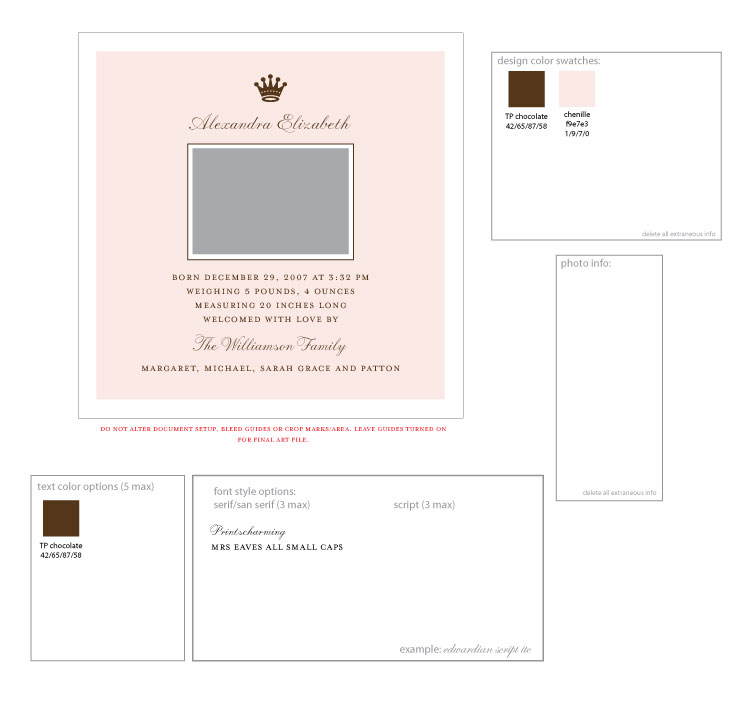 Alexandra Elizabeth
BORN DECEMBER 29, 2007 AT 3:32 PM
WEIGHING 5 POUNDS, 4 OUNCES
MEASURING 20 INCHES LONG
WELCOMED WITH LOVE BY
The Williamson Family
MARGARET, MICHAEL, SARAH GRACE AND PATTON
DO NOT ALTER DOCUMENT SETUP, BLEED GUIDES OR CROP MARKS/AREA. LEAVE GUIDES TURNED ON
FOR FINAL ART FILE.
design color swatches:
TP chocolate
42/65/87/58
chenille
f9e7e3
1/9/7/0
delete all extraneous info
photo info:
delete all extraneous info
text color options (5 max)
TP chocolate
42/65/87/58
font style options:
serif/san serif (3 max)
script (3 max)
Printscharming
MRS EAVES ALL SMALL CAPS
example: edwardian script itc